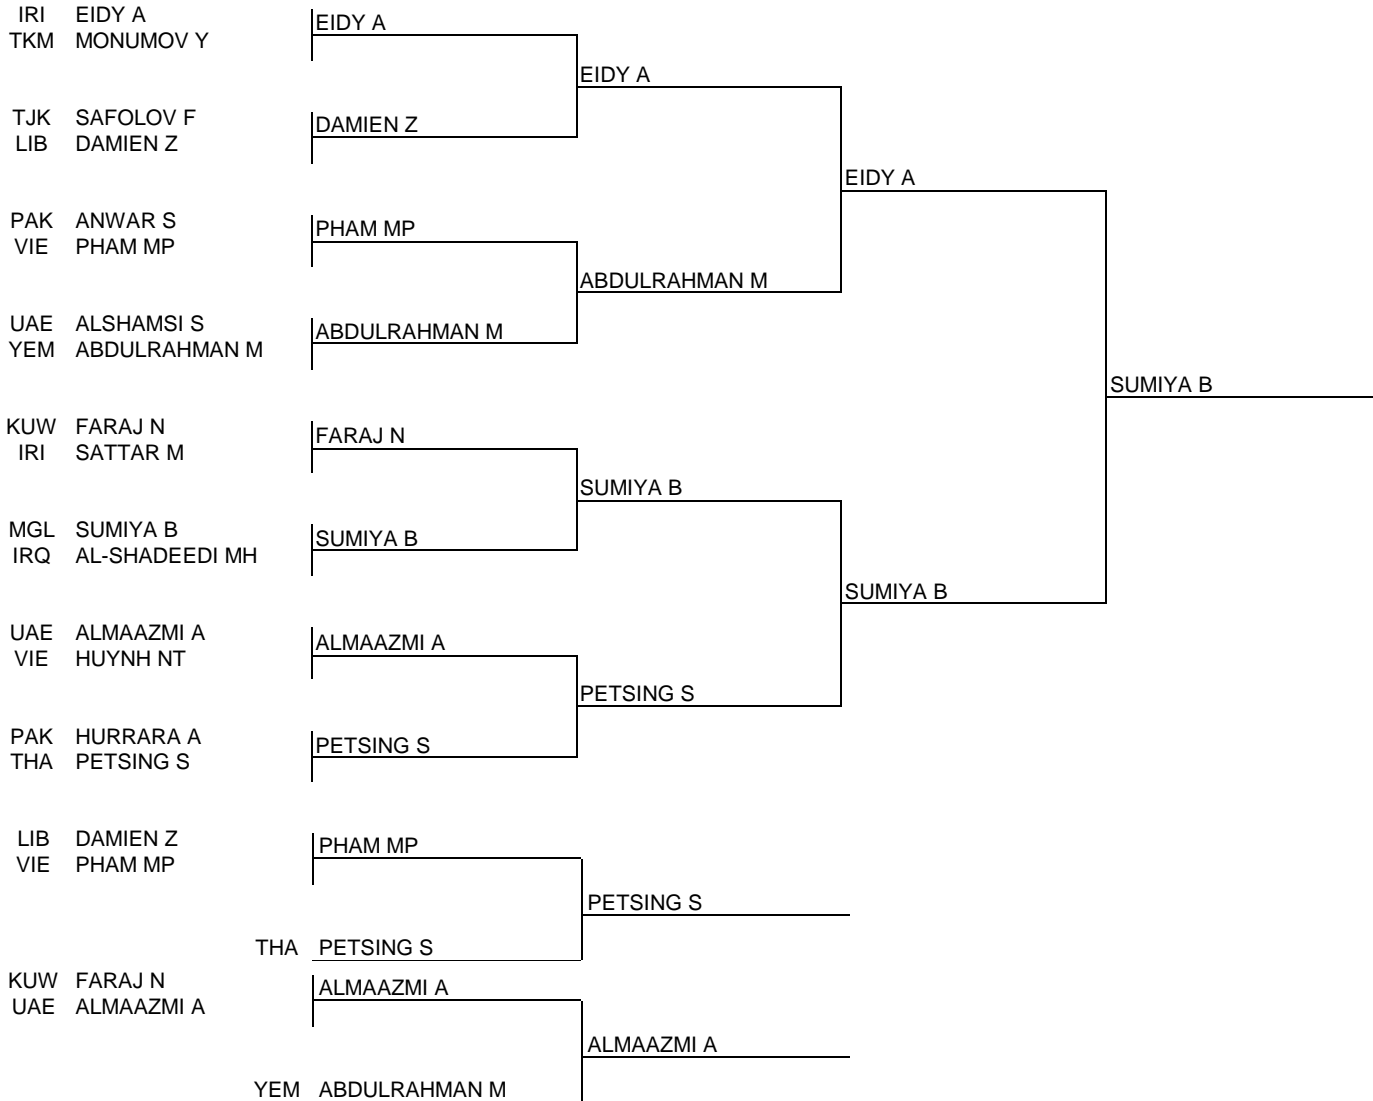 IRI EIDY A
EIDY A
TKM MONUMOV Y
EIDY A
TJK SAFOLOV F
DAMIEN Z
LIB DAMIEN Z
EIDY A
PAK ANWAR S
PHAM MP
VIE PHAM MP
ABDULRAHMAN M
UAE ALSHAMSI S
ABDULRAHMAN M
YEM ABDULRAHMAN M
SUMIYA B
KUW FARAJ N
FARAJ N
IRI SATTAR M
SUMIYA B
MGL SUMIYA B
SUMIYA B
IRQ AL-SHADEEDI MH
SUMIYA B
UAE ALMAAZMI A
ALMAAZMI A
VIE HUYNH NT
PETSING S
PAK HURRARA A
PETSING S
THA PETSING S
LIB DAMIEN Z
PHAM MP
VIE PHAM MP
PETSING S
THA PETSING S
KUW FARAJ N
ALMAAZMI A
UAE ALMAAZMI A
ALMAAZMI A
YEM ABDULRAHMAN M